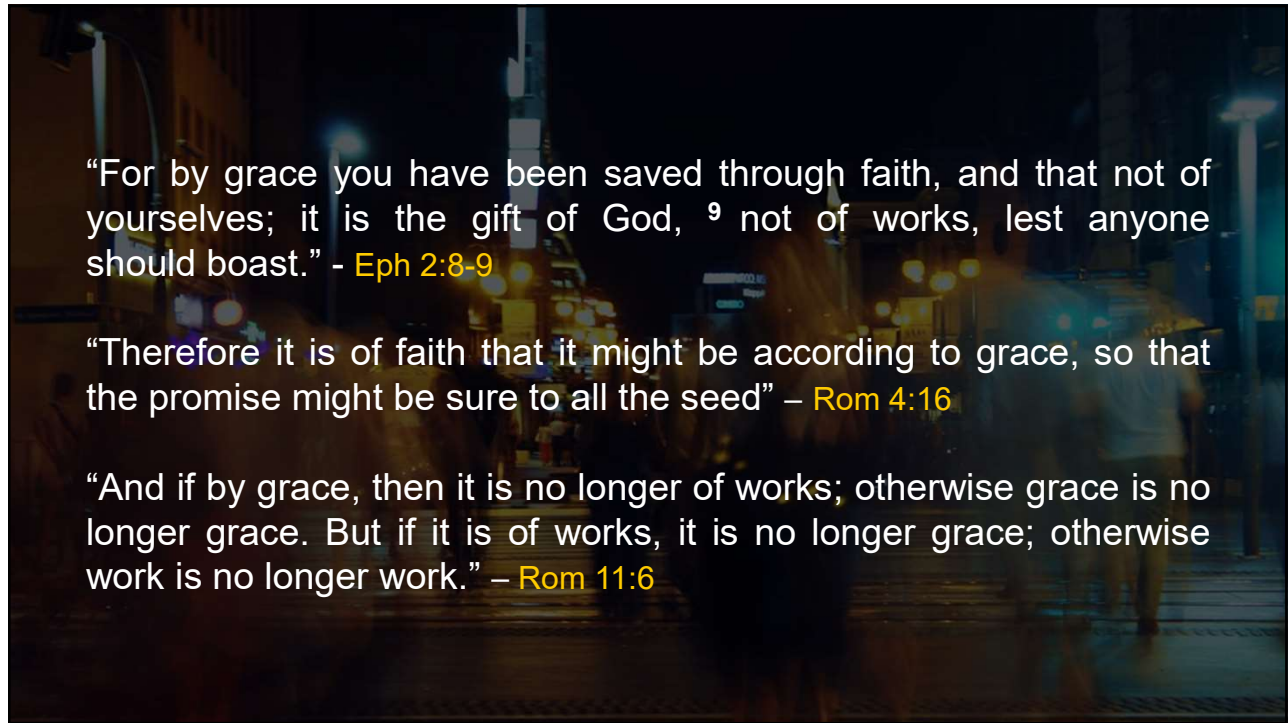 “For by grace you have been saved through faith, and that not of
yourselves; it is the gift of God, ⁹ not of works, lest anyone
should boast.” - Eph 2:8-9
“Therefore it is of faith that it might be according to grace, so that
the promise might be sure to all the seed” – Rom 4:16
“And if by grace, then it is no longer of works; otherwise grace is no
longer grace. But if it is of works, it is no longer grace; otherwise
work is no longer work.” – Rom 11:6